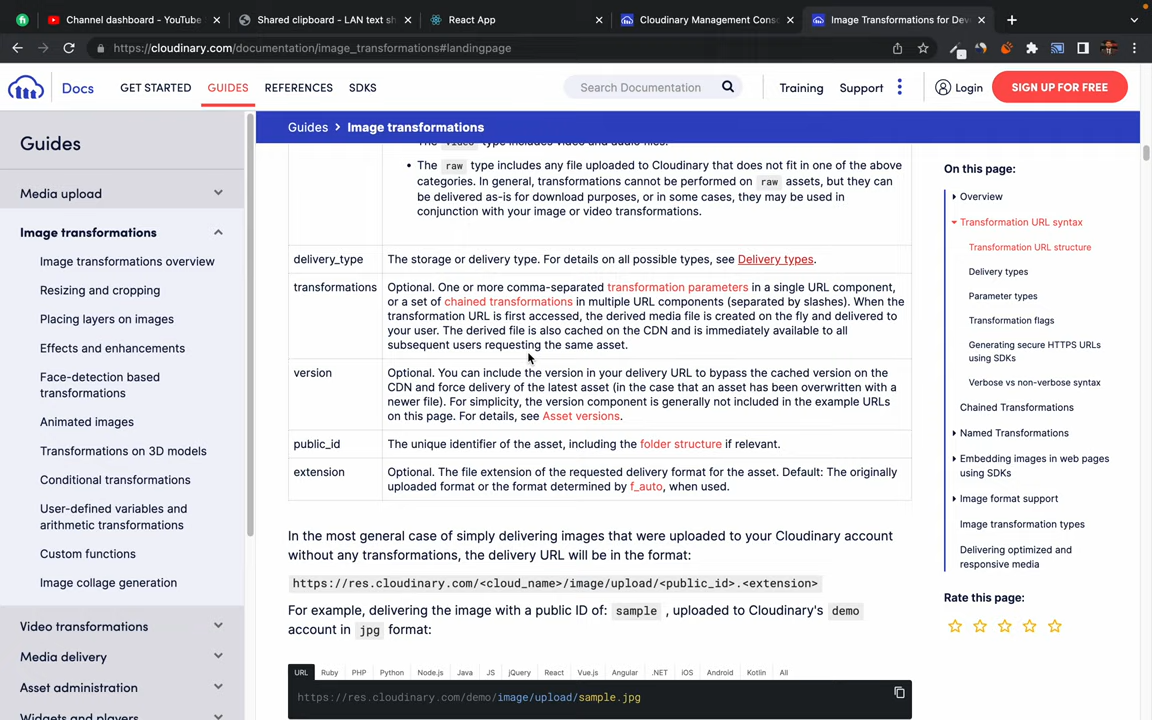 Channel dashboard - YouTube
Shared clipboard - LAN text sh
React App
Cloudinary Management Conso
Image Transformations for Dev
https://cloudinary.com/documentation/image_transformations#landingpage
Docs
GET STARTED
GUIDES
REFERENCES
SDKS
Search Documentation
Training
Support
Login
SIGN UP FOR FREE
Guides
Media upload
Image transformations
Image transformations overview
Resizing and cropping
Placing layers on images
Effects and enhancements
Face-detection based
transformations
Animated images
Transformations on 3D models
Conditional transformations
User-defined variables and
arithmetic transformations
Custom functions
Image collage generation
Video transformations
Media delivery
Asset administration
Widgets and players
Guides > Image transformations
The video type includes video and audio files.
• The raw type includes any file uploaded to Cloudinary that does not fit in one of the above
categories. In general, transformations cannot be performed on raw assets, but they can
be delivered as-is for download purposes, or in some cases, they may be used in
conjunction with your image or video transformations.
delivery_type
The storage or delivery type. For details on all possible types, see Delivery types.
transformations
Optional. One or more comma-separated transformation parameters in a single URL component,
or a set of chained transformations in multiple URL components (separated by slashes). When the
transformation URL is first accessed, the derived media file is created on the fly and delivered to
your user. The derived file is also cached on the CDN and is immediately available to all
subsequent users requesting the same asset.
version
Optional. You can include the version in your delivery URL to bypass the cached version on the
CDN and force delivery of the latest asset (in the case that an asset has been overwritten with a
newer file). For simplicity, the version component is generally not included in the example URLs
on this page. For details, see Asset versions.
public_id
The unique identifier of the asset, including the folder structure if relevant.
extension
Optional. The file extension of the requested delivery format for the asset. Default: The originally
uploaded format or the format determined by f_auto, when used.
In the most general case of simply delivering images that were uploaded to your Cloudinary account
without any transformations, the delivery URL will be in the format:
https://res.cloudinary.com/<cloud_name>/image/upload/<public_id>.<extension>
For example, delivering the image with a public ID of: sample , uploaded to Cloudinary's demo
account in jpg format:
URL Ruby PHP Python Node.js Java JS jQuery React Vue.js Angular .NET iOS Android Kotlin All
https://res.cloudinary.com/demo/image/upload/sample.jpg
On this page:
Overview
Transformation URL syntax
Transformation URL structure
Delivery types
Parameter types
Transformation flags
Generating secure HTTPS URLs
using SDKs
Verbose vs non-verbose syntax
Chained Transformations
Named Transformations
Embedding images in web pages
using SDKs
Image format support
Image transformation types
Delivering optimized and
responsive media
Rate this page: